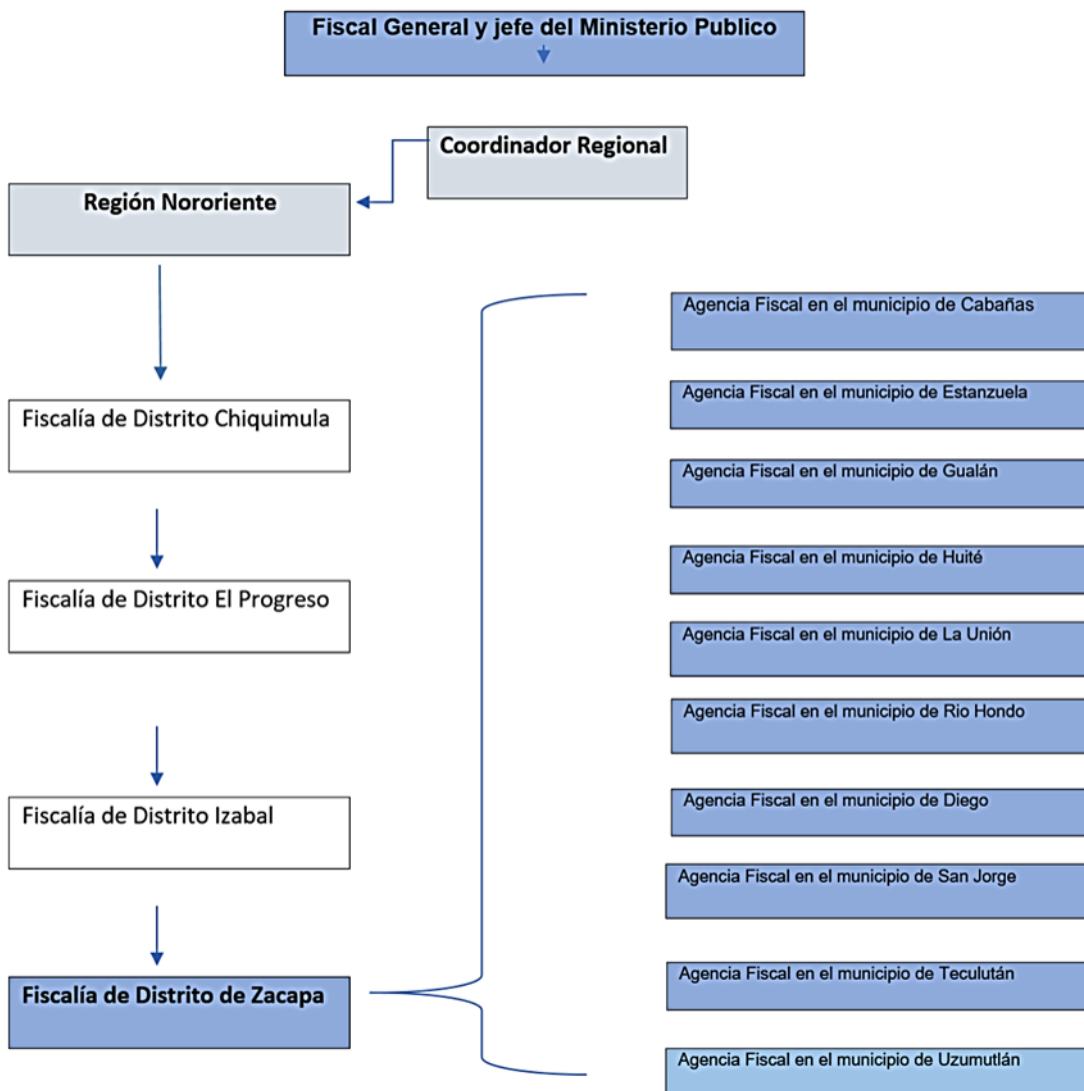 Fiscal General y jefe del Ministerio Publico
Coordinador Regional
Región Nororiente
Fiscalía de Distrito Chiquimula
Fiscalía de Distrito El Progreso
Fiscalía de Distrito Izabal
Fiscalía de Distrito de Zacapa
Agencia Fiscal en el municipio de Cabañas
Agencia Fiscal en el municipio de Estanzuela
Agencia Fiscal en el municipio de Gualán
Agencia Fiscal en el municipio de Huité
Agencia Fiscal en el municipio de La Unión
Agencia Fiscal en el municipio de Rio Hondo
Agencia Fiscal en el municipio de Diego
Agencia Fiscal en el municipio de San Jorge
Agencia Fiscal en el municipio de Teculután
Agencia Fiscal en el municipio de Uzumutlán